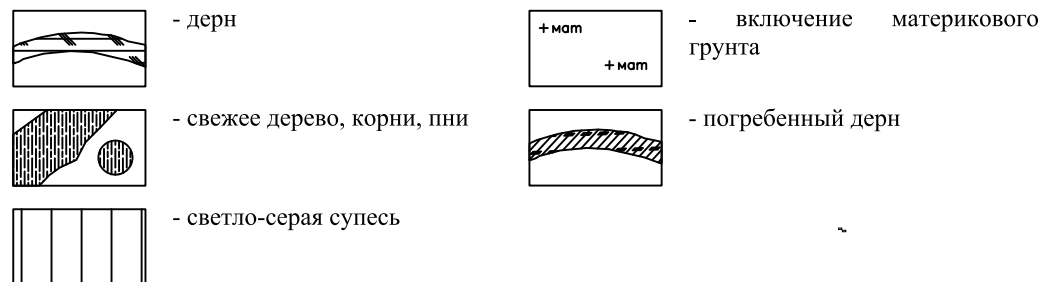 - дерн
- свежее дерево, корни, пни
- светло-серая супесь
+мат
+мат
- включение материкового
грунта
- погребенный дерн